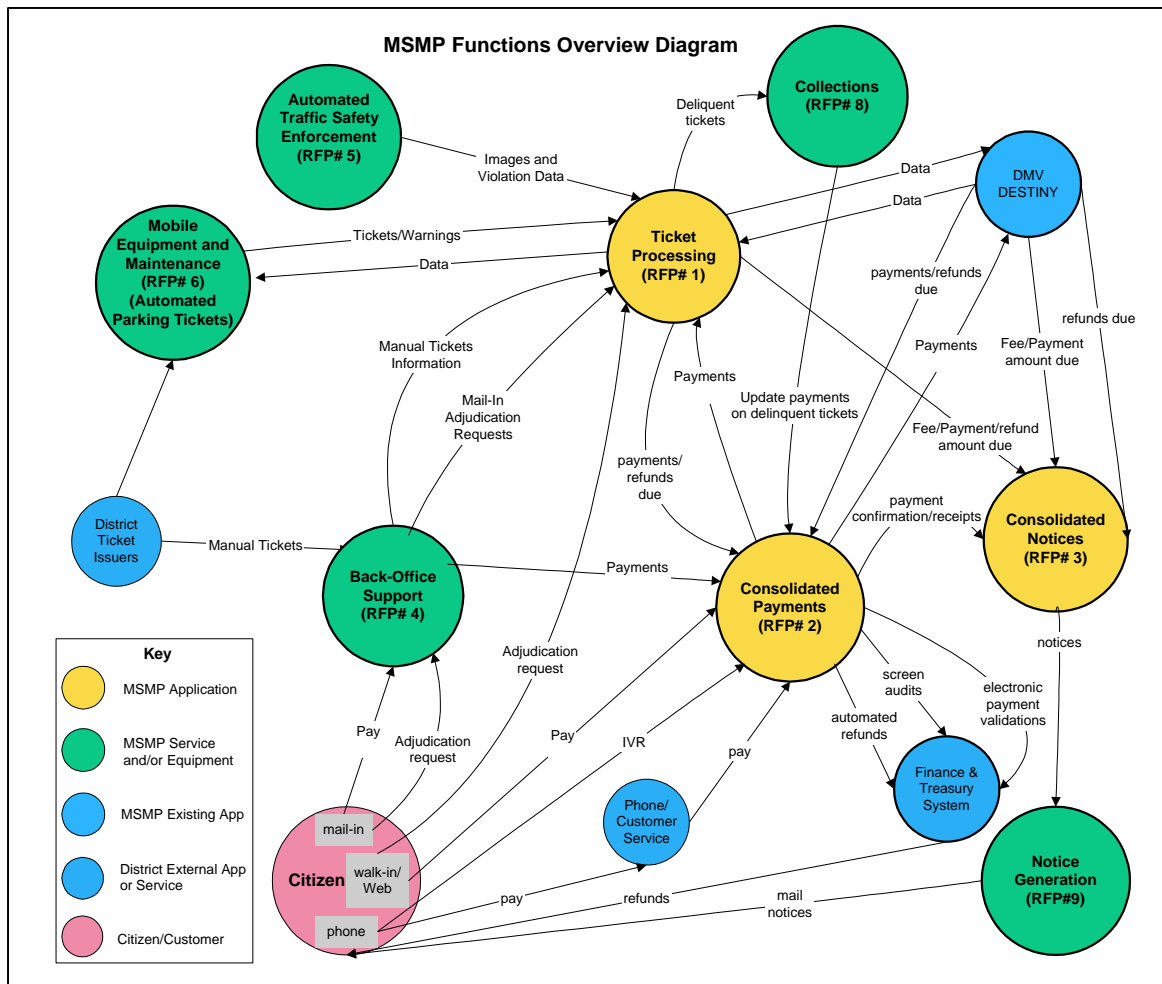 MSMP Functions Overview Diagram
Automated
Traffic Safety
Enforcement
(RFP# 5)
Deliquent
tickets
Collections
(RFP# 8)
Images and
Violation Data
Data
Data
DMV
DESTINY
Mobile
Equipment and
Maintenance
(RFP# 6)
(Automated
Parking Tickets)
Tickets/Warnings
Data
Ticket
Processing
(RFP# 1)
payments/refunds
due
refunds due
Manual Tickets
Information
Payments
Payments
Fee/Payment
amount due
Mail-In
Adjudication
Requests
Update payments
on delinquent tickets
Fee/Payment/refund
amount due
payments/
refunds
due
District
Ticket
Issuers
Manual Tickets
payment
confirmation/receipts
Consolidated
Notices
(RFP# 3)
Back-Office
Support
(RFP# 4)
Payments
Consolidated
Payments
(RFP# 2)
Adjudication
request
notices
screen
audits
electronic
payment
validations
automated
refunds
Pay
Adjudication
request
Pay
IVR
pay
Finance &
Treasury
System
Phone/
Customer
Service
mail-in
Citizen
walk-in/
Web
phone
pay
refunds
mail
notices
Notice
Generation
(RFP#9)
Key
MSMP Application
MSMP Service
and/or Equipment
MSMP Existing App
District External App
or Service
Citizen/Customer